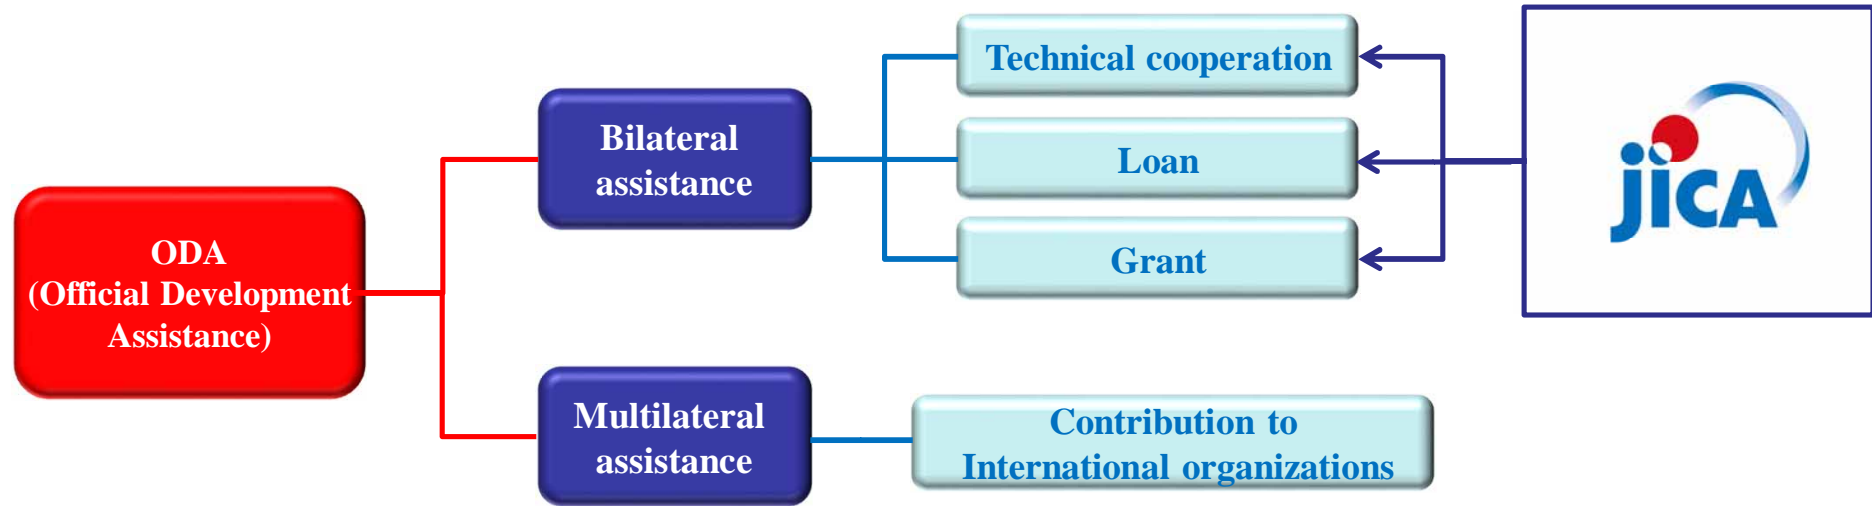 ODA
(Official Development
Assistance)
Bilateral
assistance
Technical cooperation
Loan
Grant
jICA
Multilateral
assistance
Contribution to
International organizations